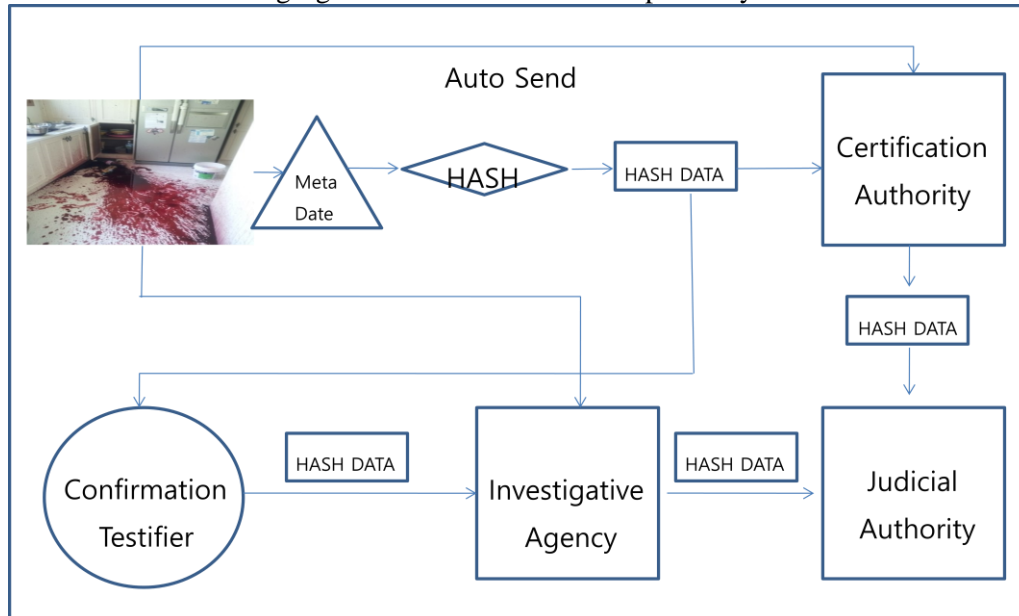 Auto Send
Certification
Authority
Meta
Date
HASH
HASH DATA
HASH DATA
Confirmation
Testifier
HASH DATA
Investigative
Agency
HASH DATA
Judicial
Authority